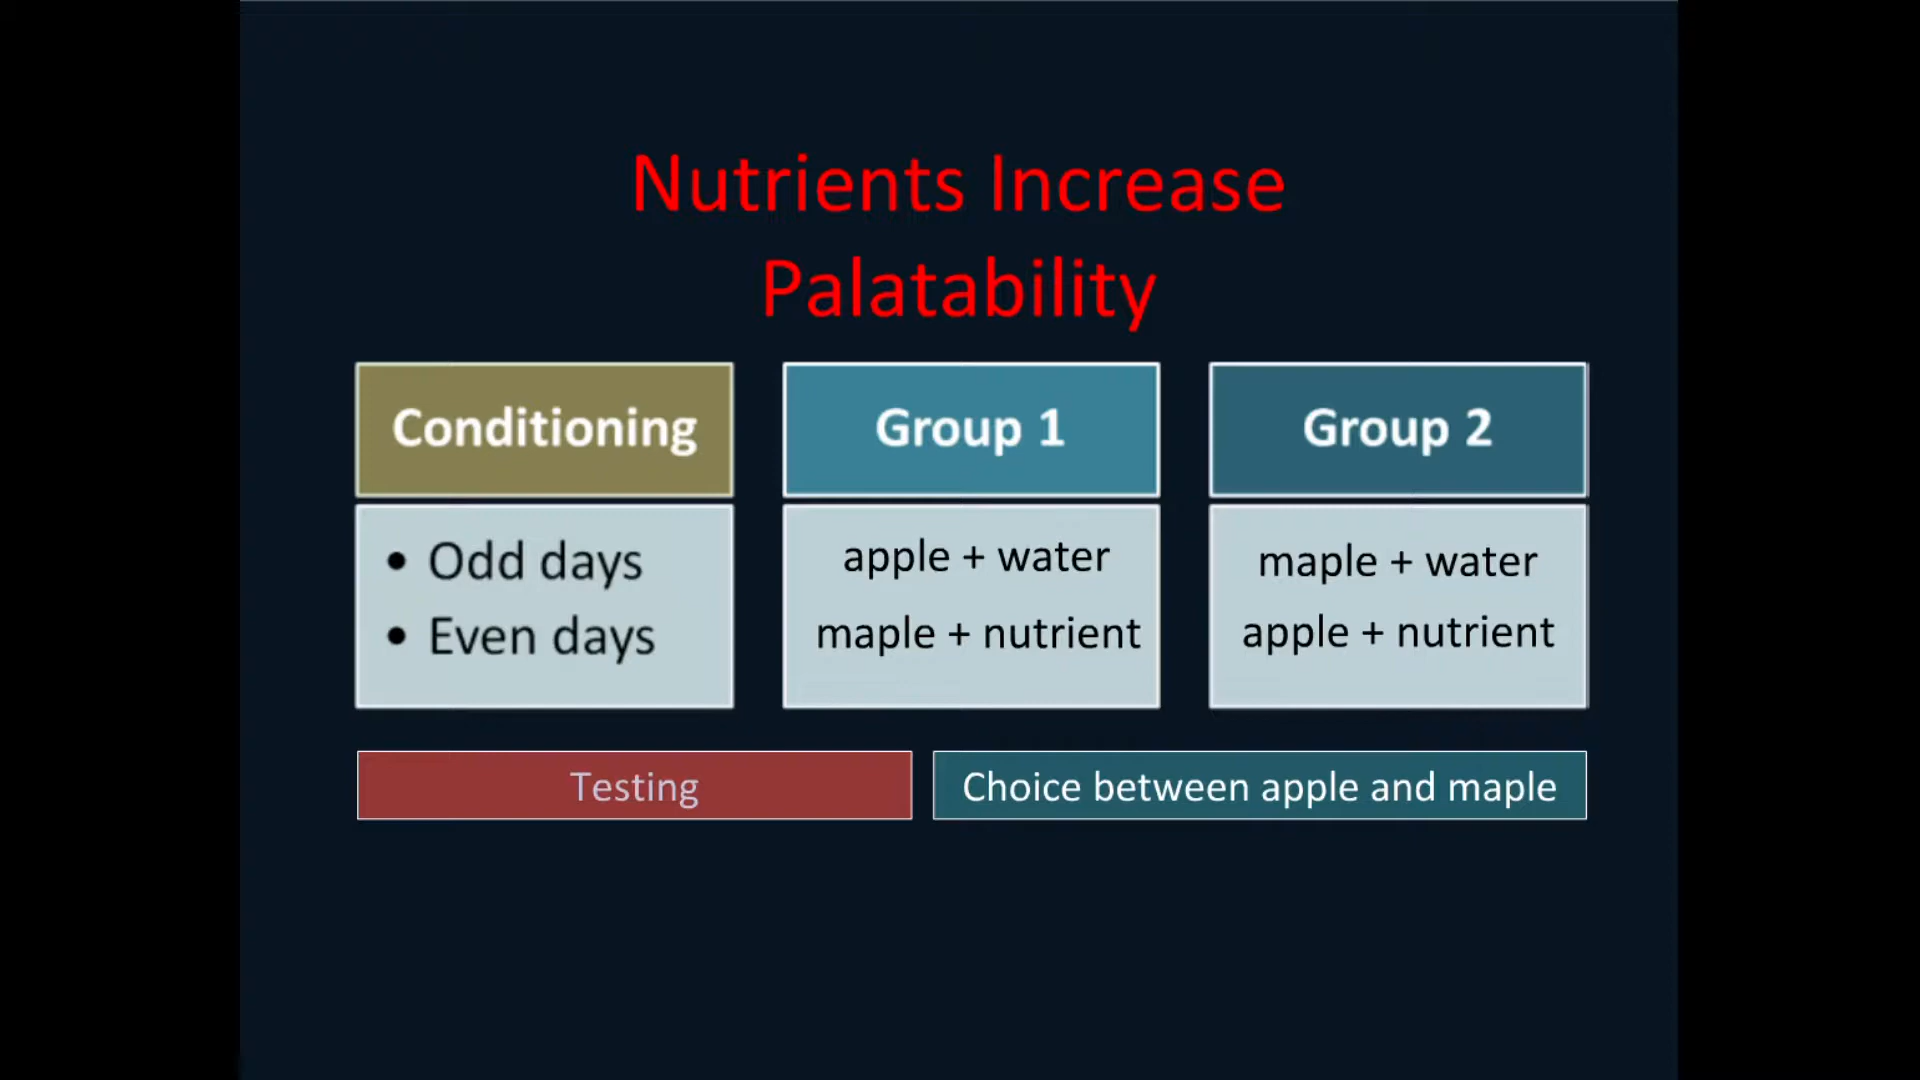 Nutrients Increase
Palatability
Conditioning
Group 1
Group 2
• Odd days
• Even days
apple + water
maple + nutrient
maple + water
apple + nutrient
Testing
Choice between apple and maple